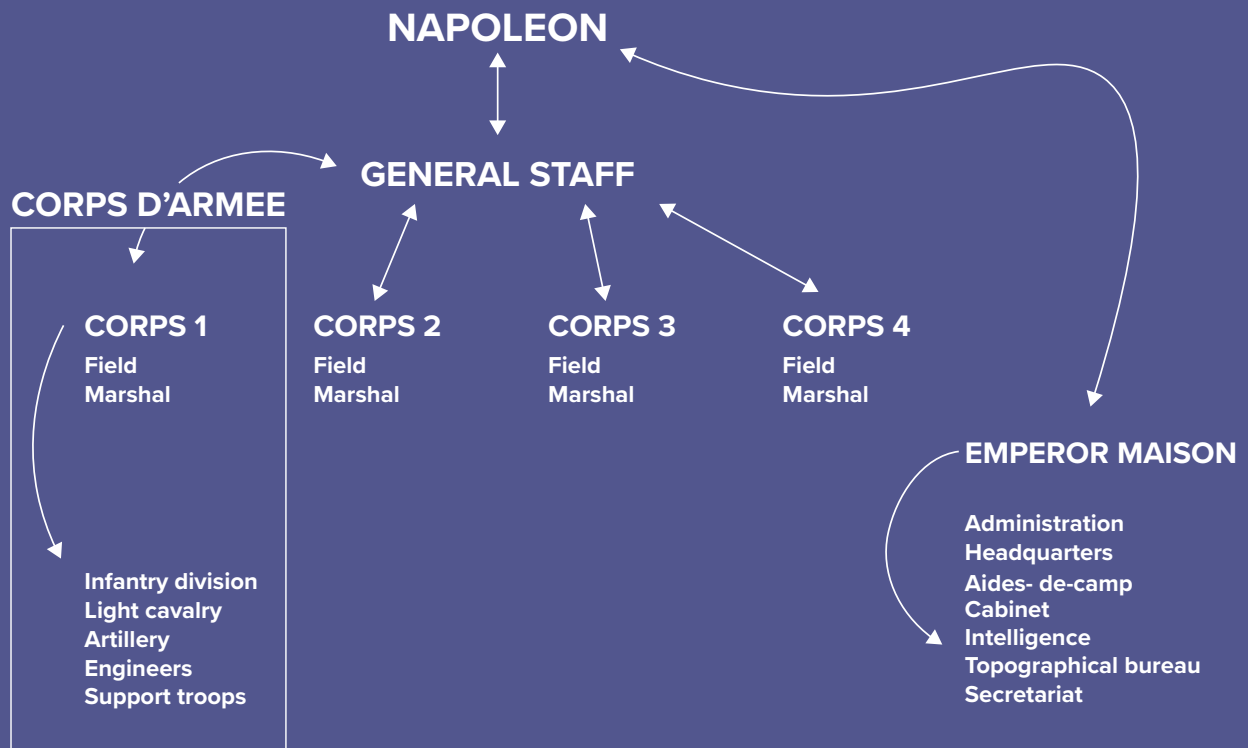 NAPOLEON
GENERAL STAFF
CORPS D’ARMEE
CORPS 1
Field
Marshal
Infantry division
Light cavalry
Artillery
Engineers
Support troops
CORPS 2
Field
Marshal
CORPS 3
Field
Marshal
CORPS 4
Field
Marshal
EMPEROR MAISON
Administration
Headquarters
Aides- de-camp
Cabinet
Intelligence
Topographical bureau
Secretariat